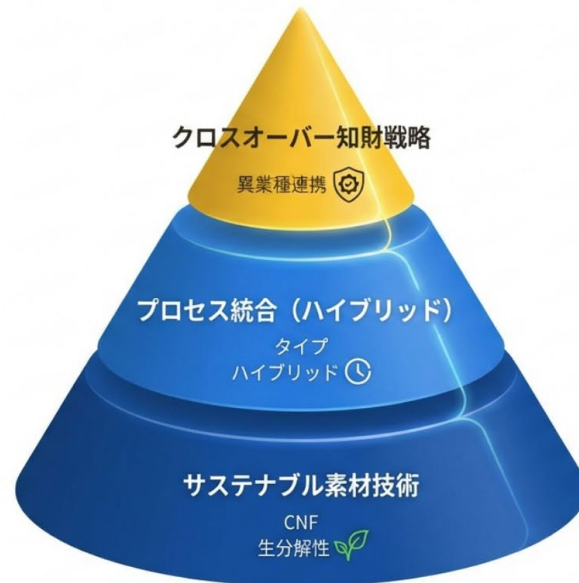 クロスオーバー知財戦略
異業種連携
プロセス統合（ハイブリッド）
タイプ
ハイブリッド
サステナブル素材技術
CNF
生分解性